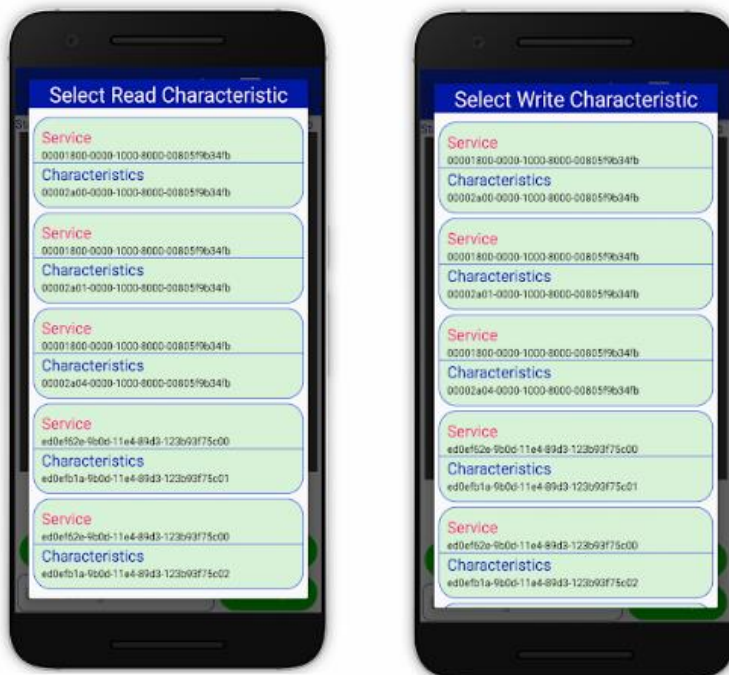 Select Read Characteristic
Service
00001800-0000-1000-8000-00805f9b34fb
Characteristics
00002a00-0000-1000-8000-00805f9b34fb
Service
00001800-0000-1000-8000-00805f9b34fb
Characteristics
00002a01-0000-1000-8000-00805f9b34fb
Service
00001800-0000-1000-8000-00805f9b34fb
Characteristics
00002a04-0000-1000-8000-00805f9b34fb
Service
ed0ef62e-9b0d-11e4-89d3-123b93f75c00
Characteristics
ed0efb1a-9b0d-11e4-89d3-123b93f75c01
Service
ed0ef62e-9b0d-11e4-89d3-123b93f75c00
Characteristics
ed0efb1a-9b0d-11e4-89d3-123b93f75c02
Select Write Characteristic
Service
00001800-0000-1000-8000-00805f9b34fb
Characteristics
00002a00-0000-1000-8000-00805f9b34fb
Service
00001800-0000-1000-8000-00805f9b34fb
Characteristics
00002a01-0000-1000-8000-00805f9b34fb
Service
00001800-0000-1000-8000-00805f9b34fb
Characteristics
00002a04-0000-1000-8000-00805f9b34fb
Service
ed0ef62e-9b0d-11e4-89d3-123b93f75c00
Characteristics
ed0efb1a-9b0d-11e4-89d3-123b93f75c01
Service
ed0ef62e-9b0d-11e4-89d3-123b93f75c00
Characteristics
ed0efb1a-9b0d-11e4-89d3-123b93f75c02